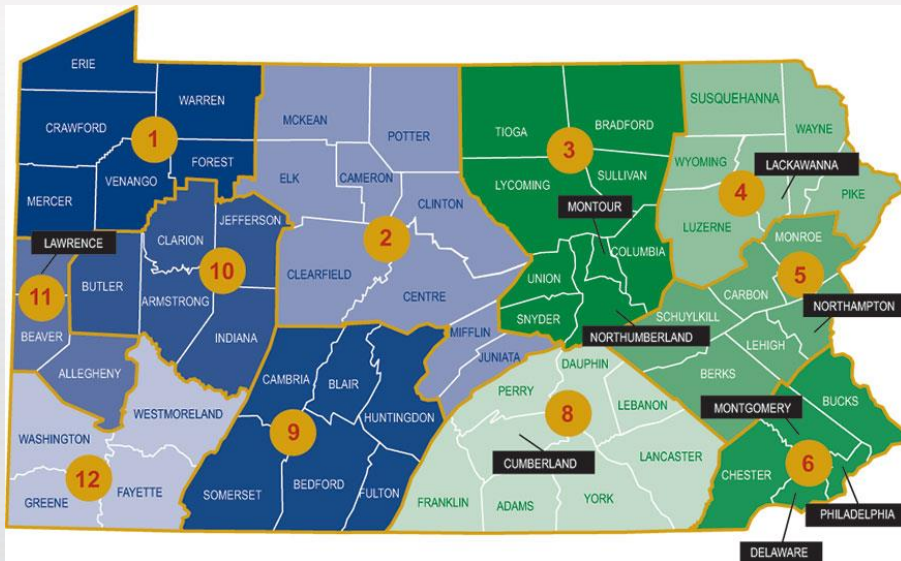 ERIE
WARREN
CRAWFORD
1
FOREST
VENANGO
MERCER
MCKEAN
POTTER
ELK
CAMERON
CLINTON
2
CLEARFIELD
CENTRE
MIFFLIN
JUNIATA
TIOGA
BRADFORD
3
LYCOMING
SULLIVAN
MONTOUR
COLUMBIA
UNION
SNYDER
NORTHUMBERLAND
SUSQUEHANNA
WAYNE
WYOMING
LACKAWANNA
4
PIKE
LUZERNE
MONROE
5
CARBON
NORTHAMPTON
SCHUYLKILL
LEHIGH
BERKS
MONTGOMERY
BUCKS
CHESTER
6
PHILADELPHIA
DELAWARE
DAUPHIN
PERRY
LEBANON
8
CUMBERLAND
LANCASTER
FRANKLIN
ADAMS
YORK
CAMBRIA
BLAIR
HUNTINGDON
9
SOMERSET
BEDFORD
FULTON
JEFFERSON
CLARION
10
BUTLER
ARMSTRONG
INDIANA
LAWRENCE
11
BEAVER
ALLEGHENY
WESTMORELAND
WASHINGTON
12
GREENE
FAYETTE